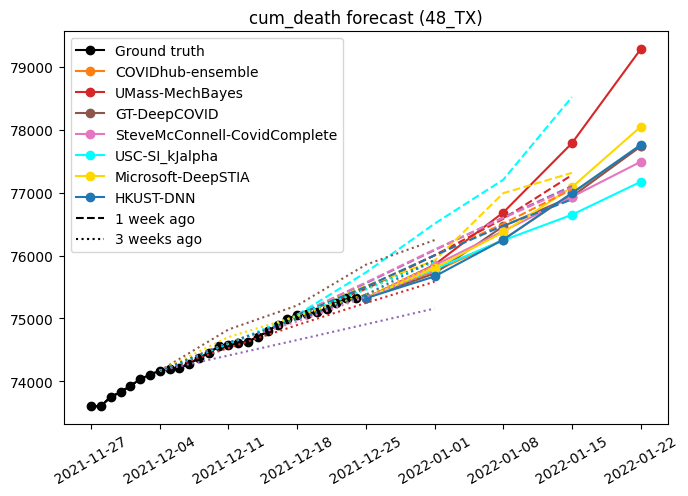 cum_death forecast (48_TX)
Ground truth
COVIDhub-ensemble
UMass-MechBayes
GT-DeepCOVID
SteveMcConnell-CovidComplete
USC-SI_kJalpha
Microsoft-DeepSTIA
HKUST-DNN
1 week ago
3 weeks ago
79000
78000
77000
76000
75000
74000
2021-11-27
2021-12-04
2021-12-11
2021-12-18
2021-12-25
2022-01-01
2022-01-08
2022-01-15
2022-01-22